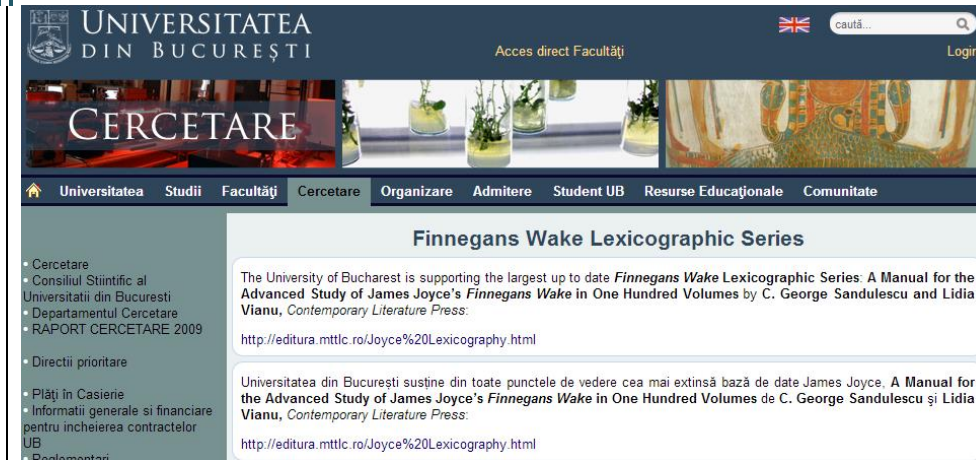 UNIVERSITATEA
DIN BUCUREȘTI
caută...
Acces direct Facultăţi
Login
CERCETARE
Universitatea Studii Facultăţi Cercetare Organizare Admitere Student UB Resurse Educaţionale Comunitate
Finnegans Wake Lexicographic Series
• Cercetare
• Consiliul Stiintific al
Universitatii din Bucuresti
• Departamentul Cercetare
• RAPORT CERCETARE 2009
• Directii prioritare
• Plăţi în Casierie
• Informatii generale si financiare
pentru incheierea contractelor
UB
• Reglementari
The University of Bucharest is supporting the largest up to date Finnegans Wake Lexicographic Series: A Manual for the
Advanced Study of James Joyce's Finnegans Wake in One Hundred Volumes by C. George Sandulescu and Lidia
Vianu, Contemporary Literature Press:
http://editura.mttlc.ro/Joyce%20Lexicography.html
Universitatea din București susține din toate punctele de vedere cea mai extinsă bază de date James Joyce, A Manual for
the Advanced Study of James Joyce's Finnegans Wake in One Hundred Volumes de C. George Sandulescu și Lidia
Vianu, Contemporary Literature Press:
http://editura.mttlc.ro/Joyce%20Lexicography.html